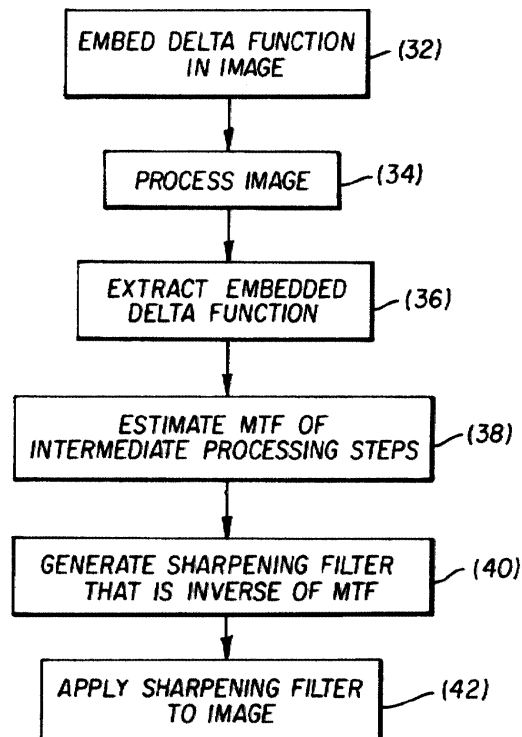 EMBED DELTA FUNCTION
IN IMAGE
(32)
PROCESS IMAGE
(34)
EXTRACT EMBEDDED
DELTA FUNCTION
(36)
ESTIMATE MTF OF
INTERMEDIATE PROCESSING STEPS
(38)
GENERATE SHARPENING FILTER
THAT IS INVERSE OF MTF
(40)
APPLY SHARPENING FILTER
TO IMAGE
(42)